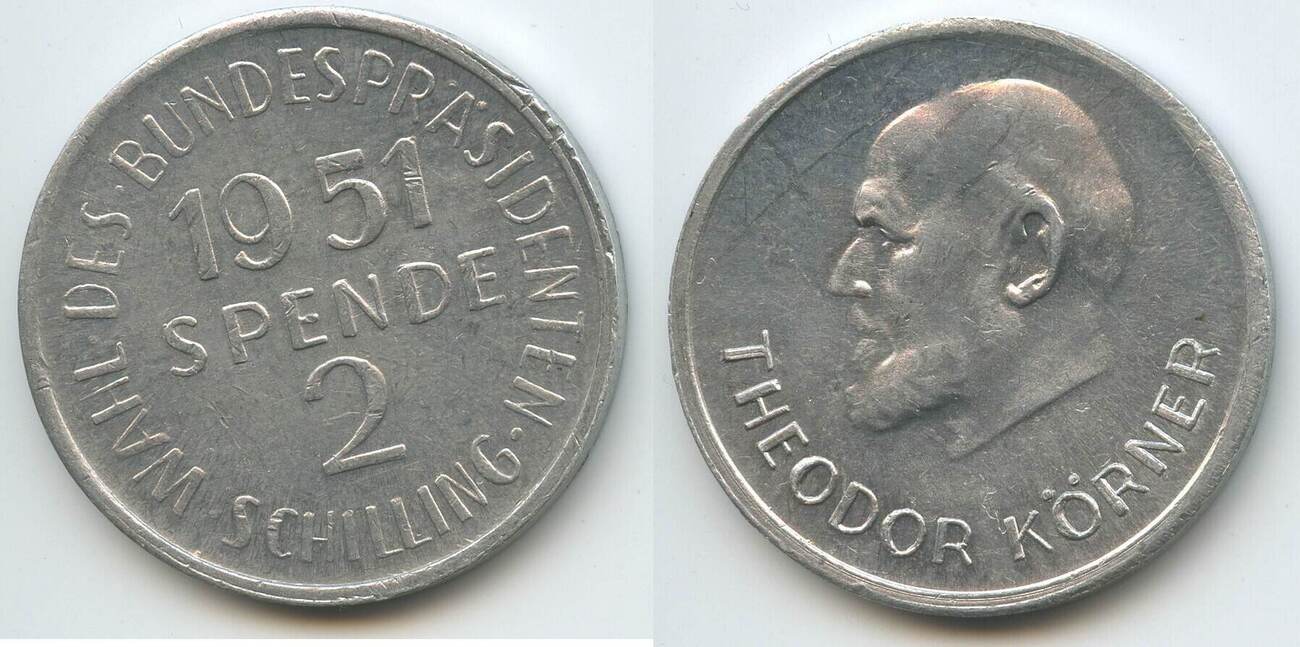 WAHL·DES·BUNDESPRÄSIDENTEN·
1951
SPENDE
2
SCHILLING
THEODOR KÖRNER